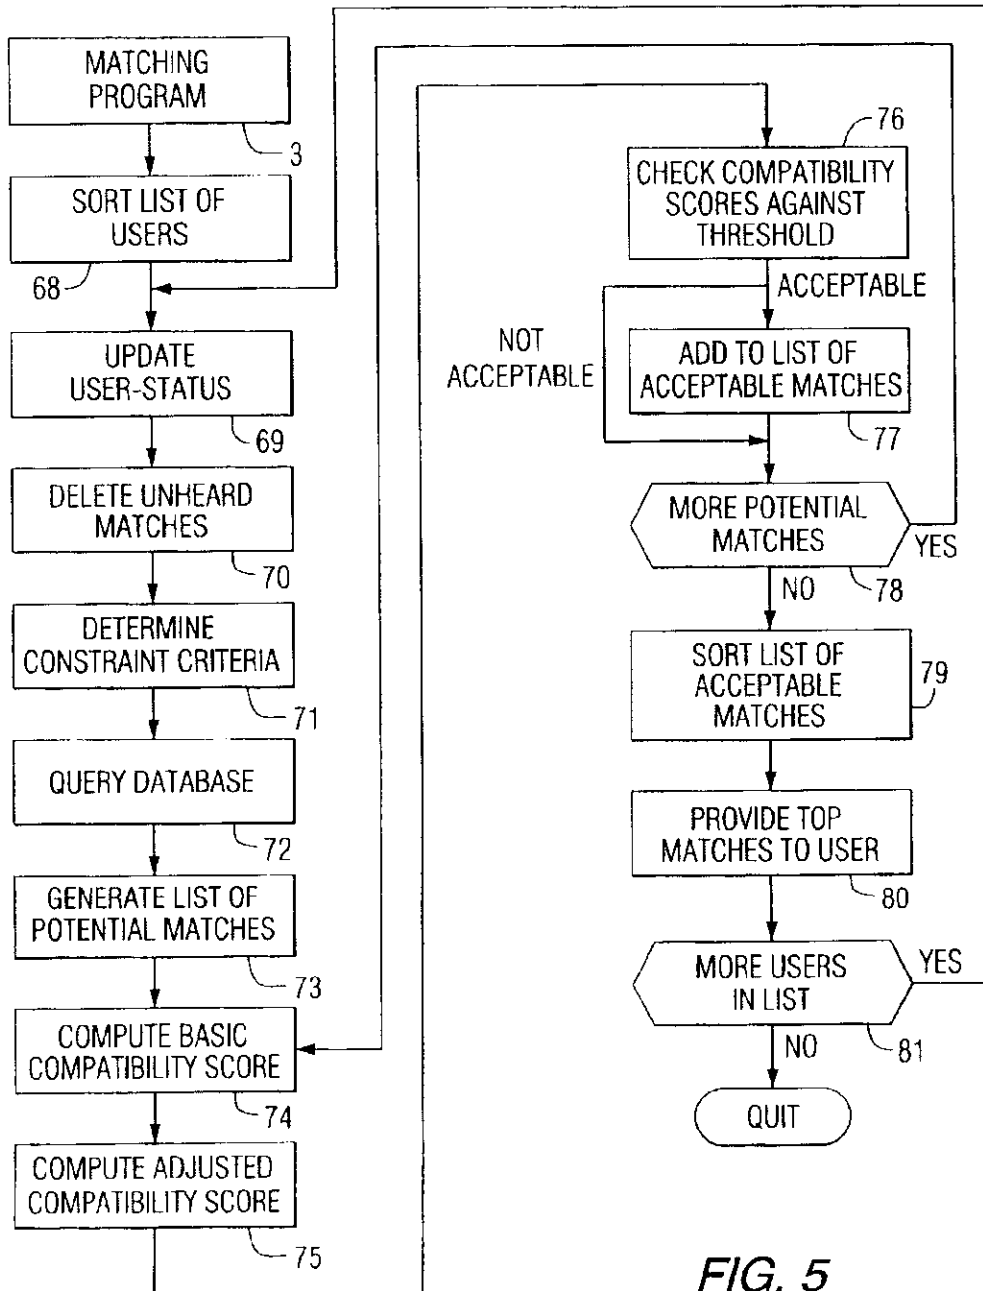 MATCHING
PROGRAM
3
SORT LIST OF
USERS
68
UPDATE
USER-STATUS
69
DELETE UNHEARD
MATCHES
70
DETERMINE
CONSTRAINT CRITERIA
71
QUERY DATABASE
72
GENERATE LIST OF
POTENTIAL MATCHES
73
COMPUTE BASIC
COMPATIBILITY SCORE
74
COMPUTE ADJUSTED
COMPATIBILITY SCORE
75
76
CHECK COMPATIBILITY
SCORES AGAINST
THRESHOLD
ACCEPTABLE
NOT
ACCEPTABLE
ADD TO LIST OF
ACCEPTABLE MATCHES
77
MORE POTENTIAL
MATCHES
YES
78
NO
SORT LIST OF
ACCEPTABLE
MATCHES
79
PROVIDE TOP
MATCHES TO USER
80
MORE USERS
IN LIST
YES
81
NO
QUIT
FIG. 5